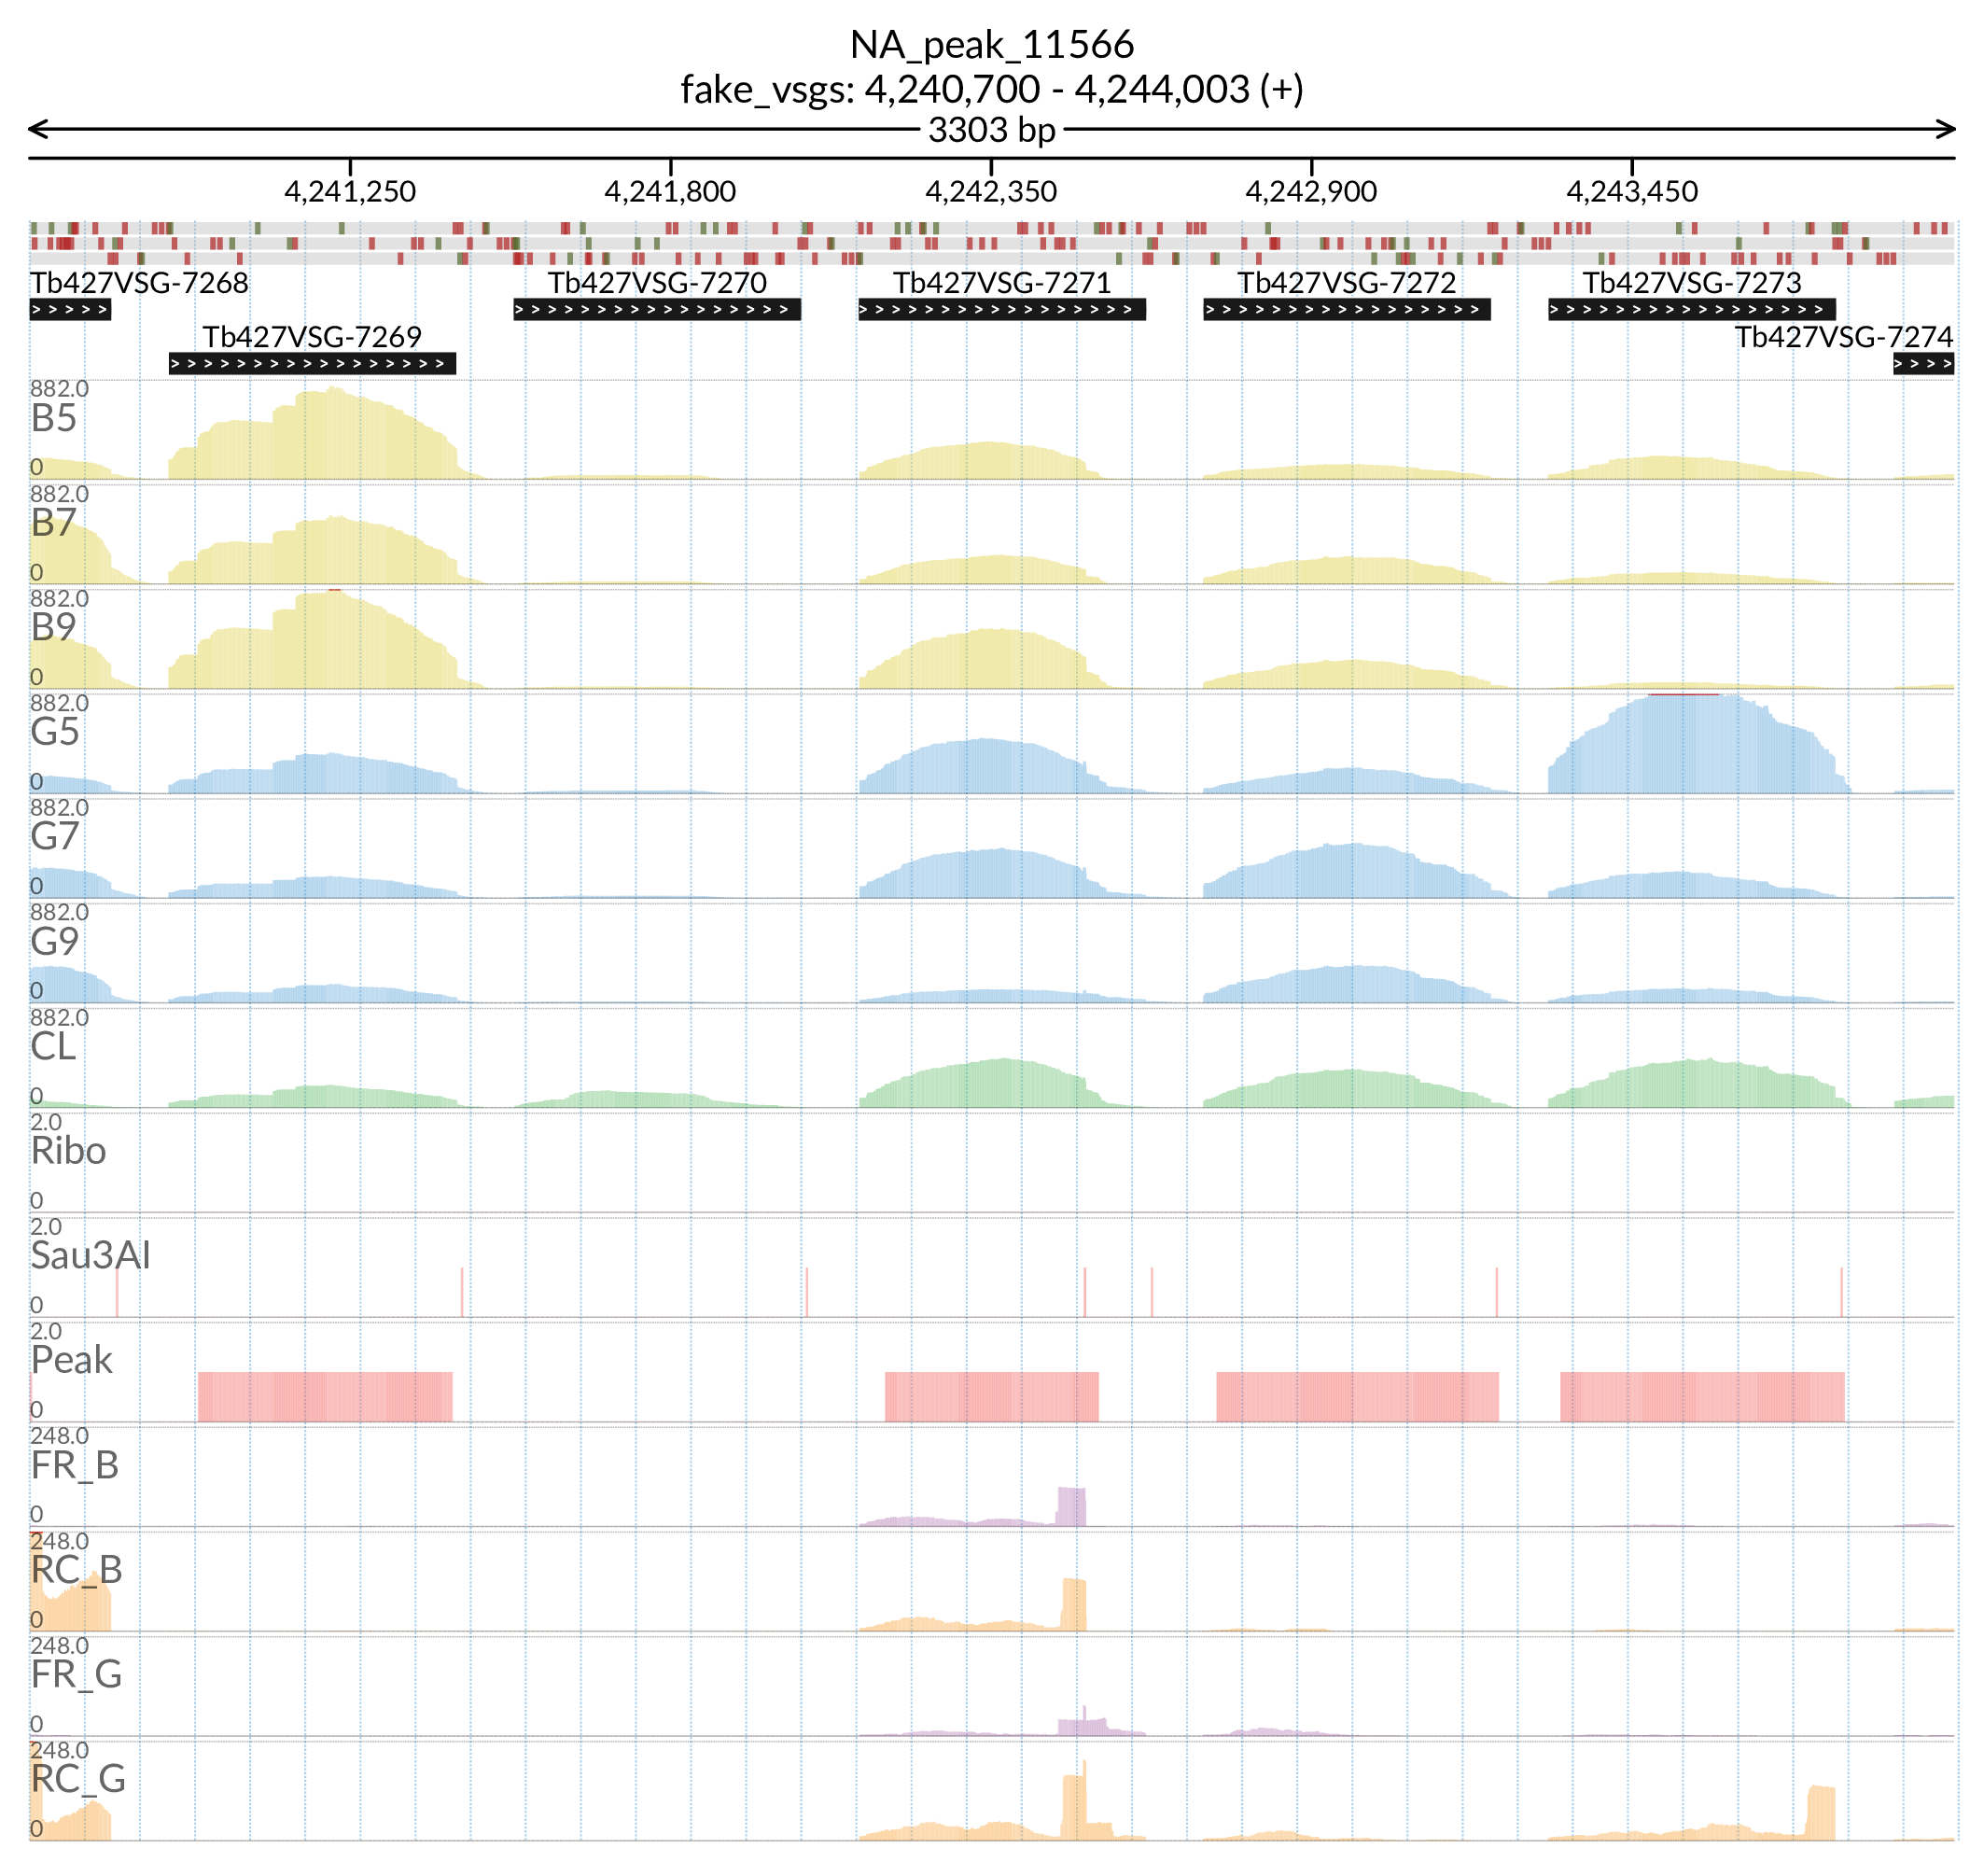 NA_peak_11566
fake_vsgs: 4,240,700 - 4,244,003 (+)
3303 bp
4,241,250 4,241,800 4,242,350 4,242,900 4,243,450
Tb427VSG-7268 Tb427VSG-7270 Tb427VSG-7271 Tb427VSG-7272 Tb427VSG-7273
Tb427VSG-7269 Tb427VSG-7274
882.0
B5
0
882.0
B7
0
882.0
B9
0
882.0
G5
0
882.0
G7
0
882.0
G9
0
882.0
CL
0
2.0
Ribo
0
2.0
Sau3AI
0
2.0
Peak
0
248.0
FR_B
0
248.0
RC_B
0
248.0
FR_G
0
248.0
RC_G
0